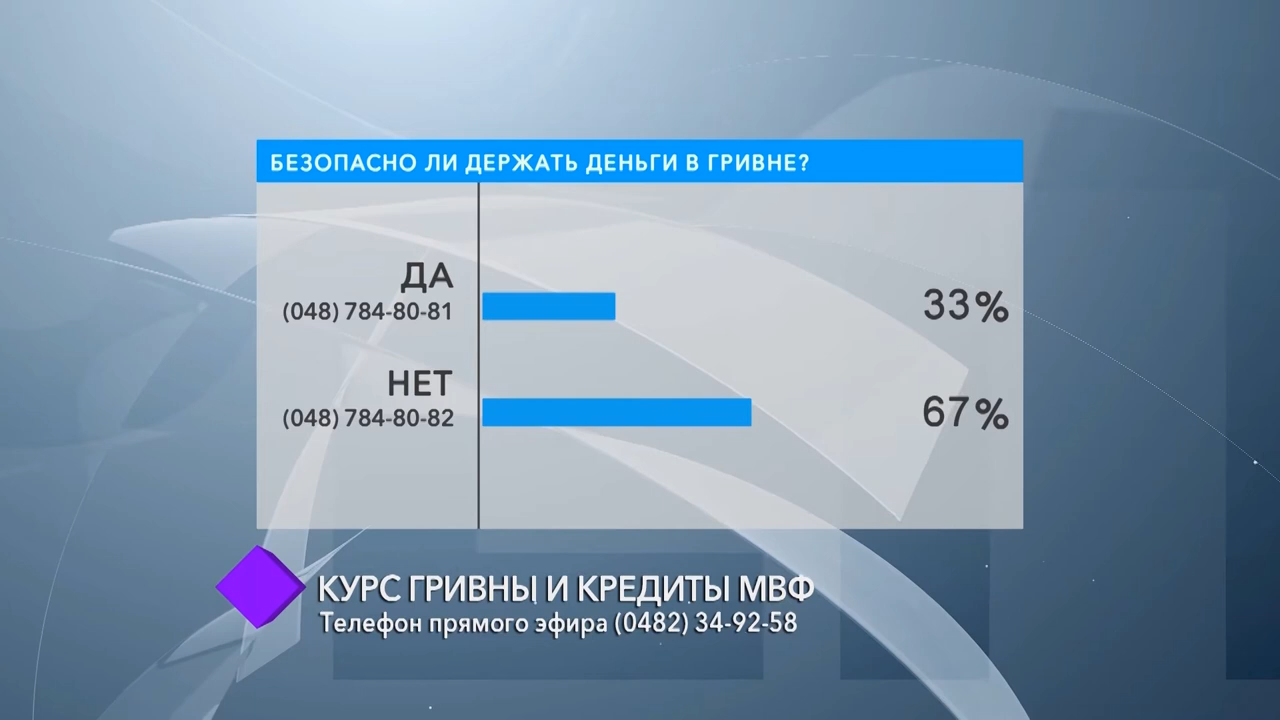 БЕЗОПАСНО ЛИ ДЕРЖАТЬ ДЕНЬГИ В ГРИВНЕ?
ДА
(048) 784-80-81
33%
НЕТ
(048) 784-80-82
67%
КУРС ГРИВНЫ И КРЕДИТЫ МВФ
Телефон прямого эфира (0482) 34-92-58